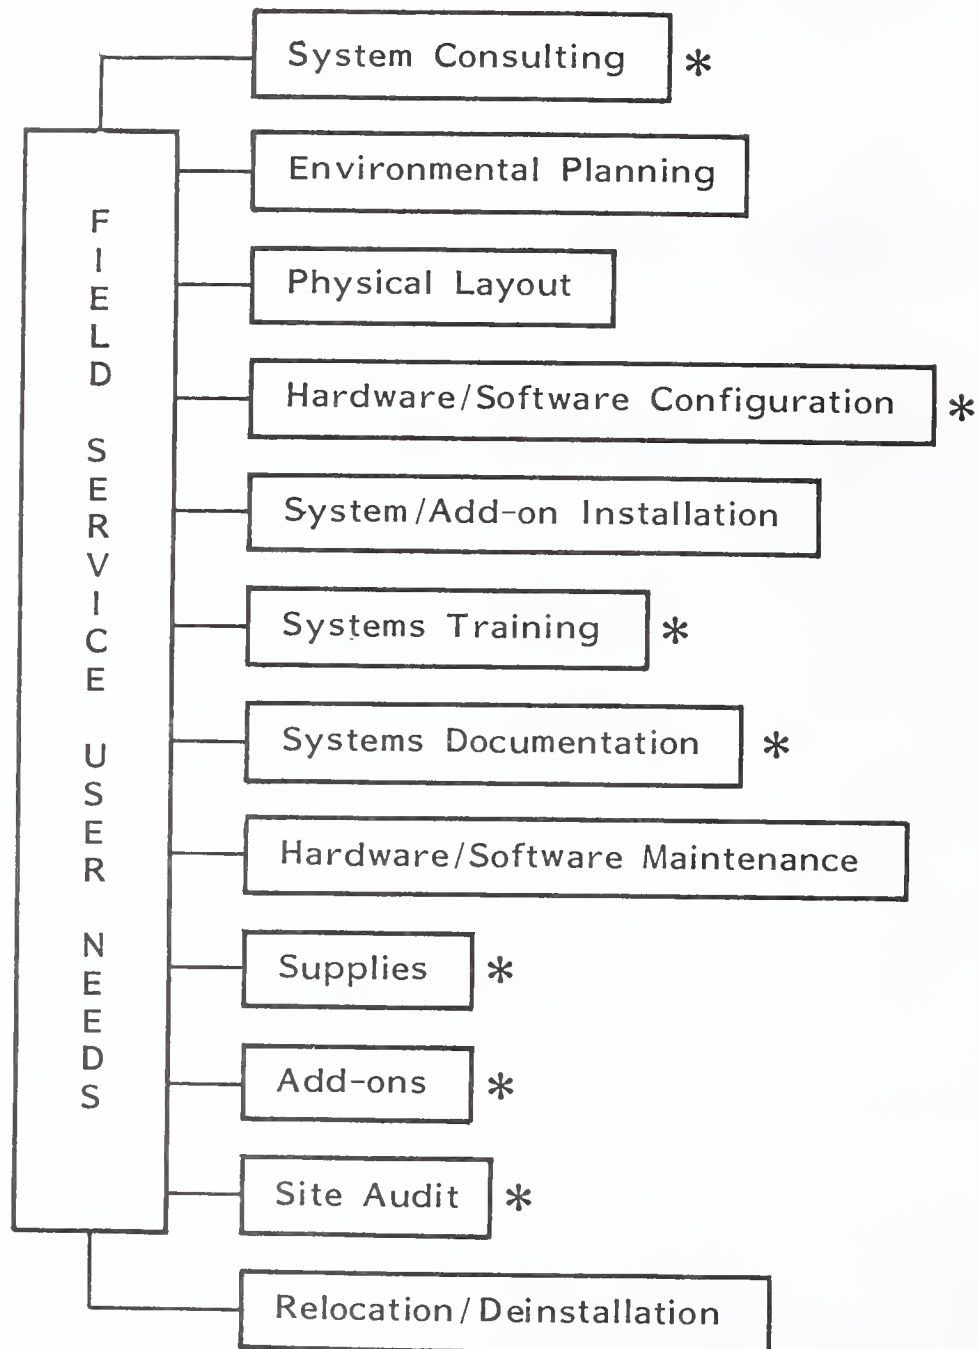 FIELD SERVICE USER NEEDS
System Consulting *
Environmental Planning
Physical Layout
Hardware/Software Configuration *
System/Add-on Installation
Systems Training *
Systems Documentation *
Hardware/Software Maintenance
Supplies *
Add-ons *
Site Audit *
Relocation/Deinstallation